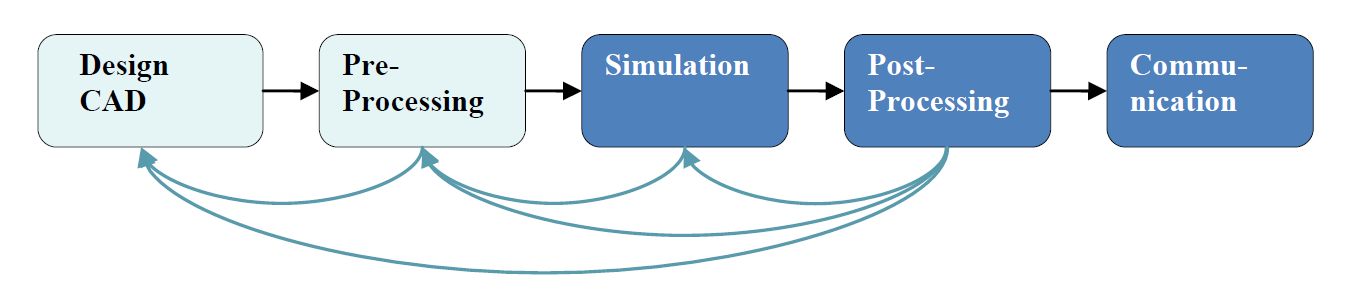 Design
CAD
Pre-
Processing
Simulation
Post-
Processing
Commu-
nication